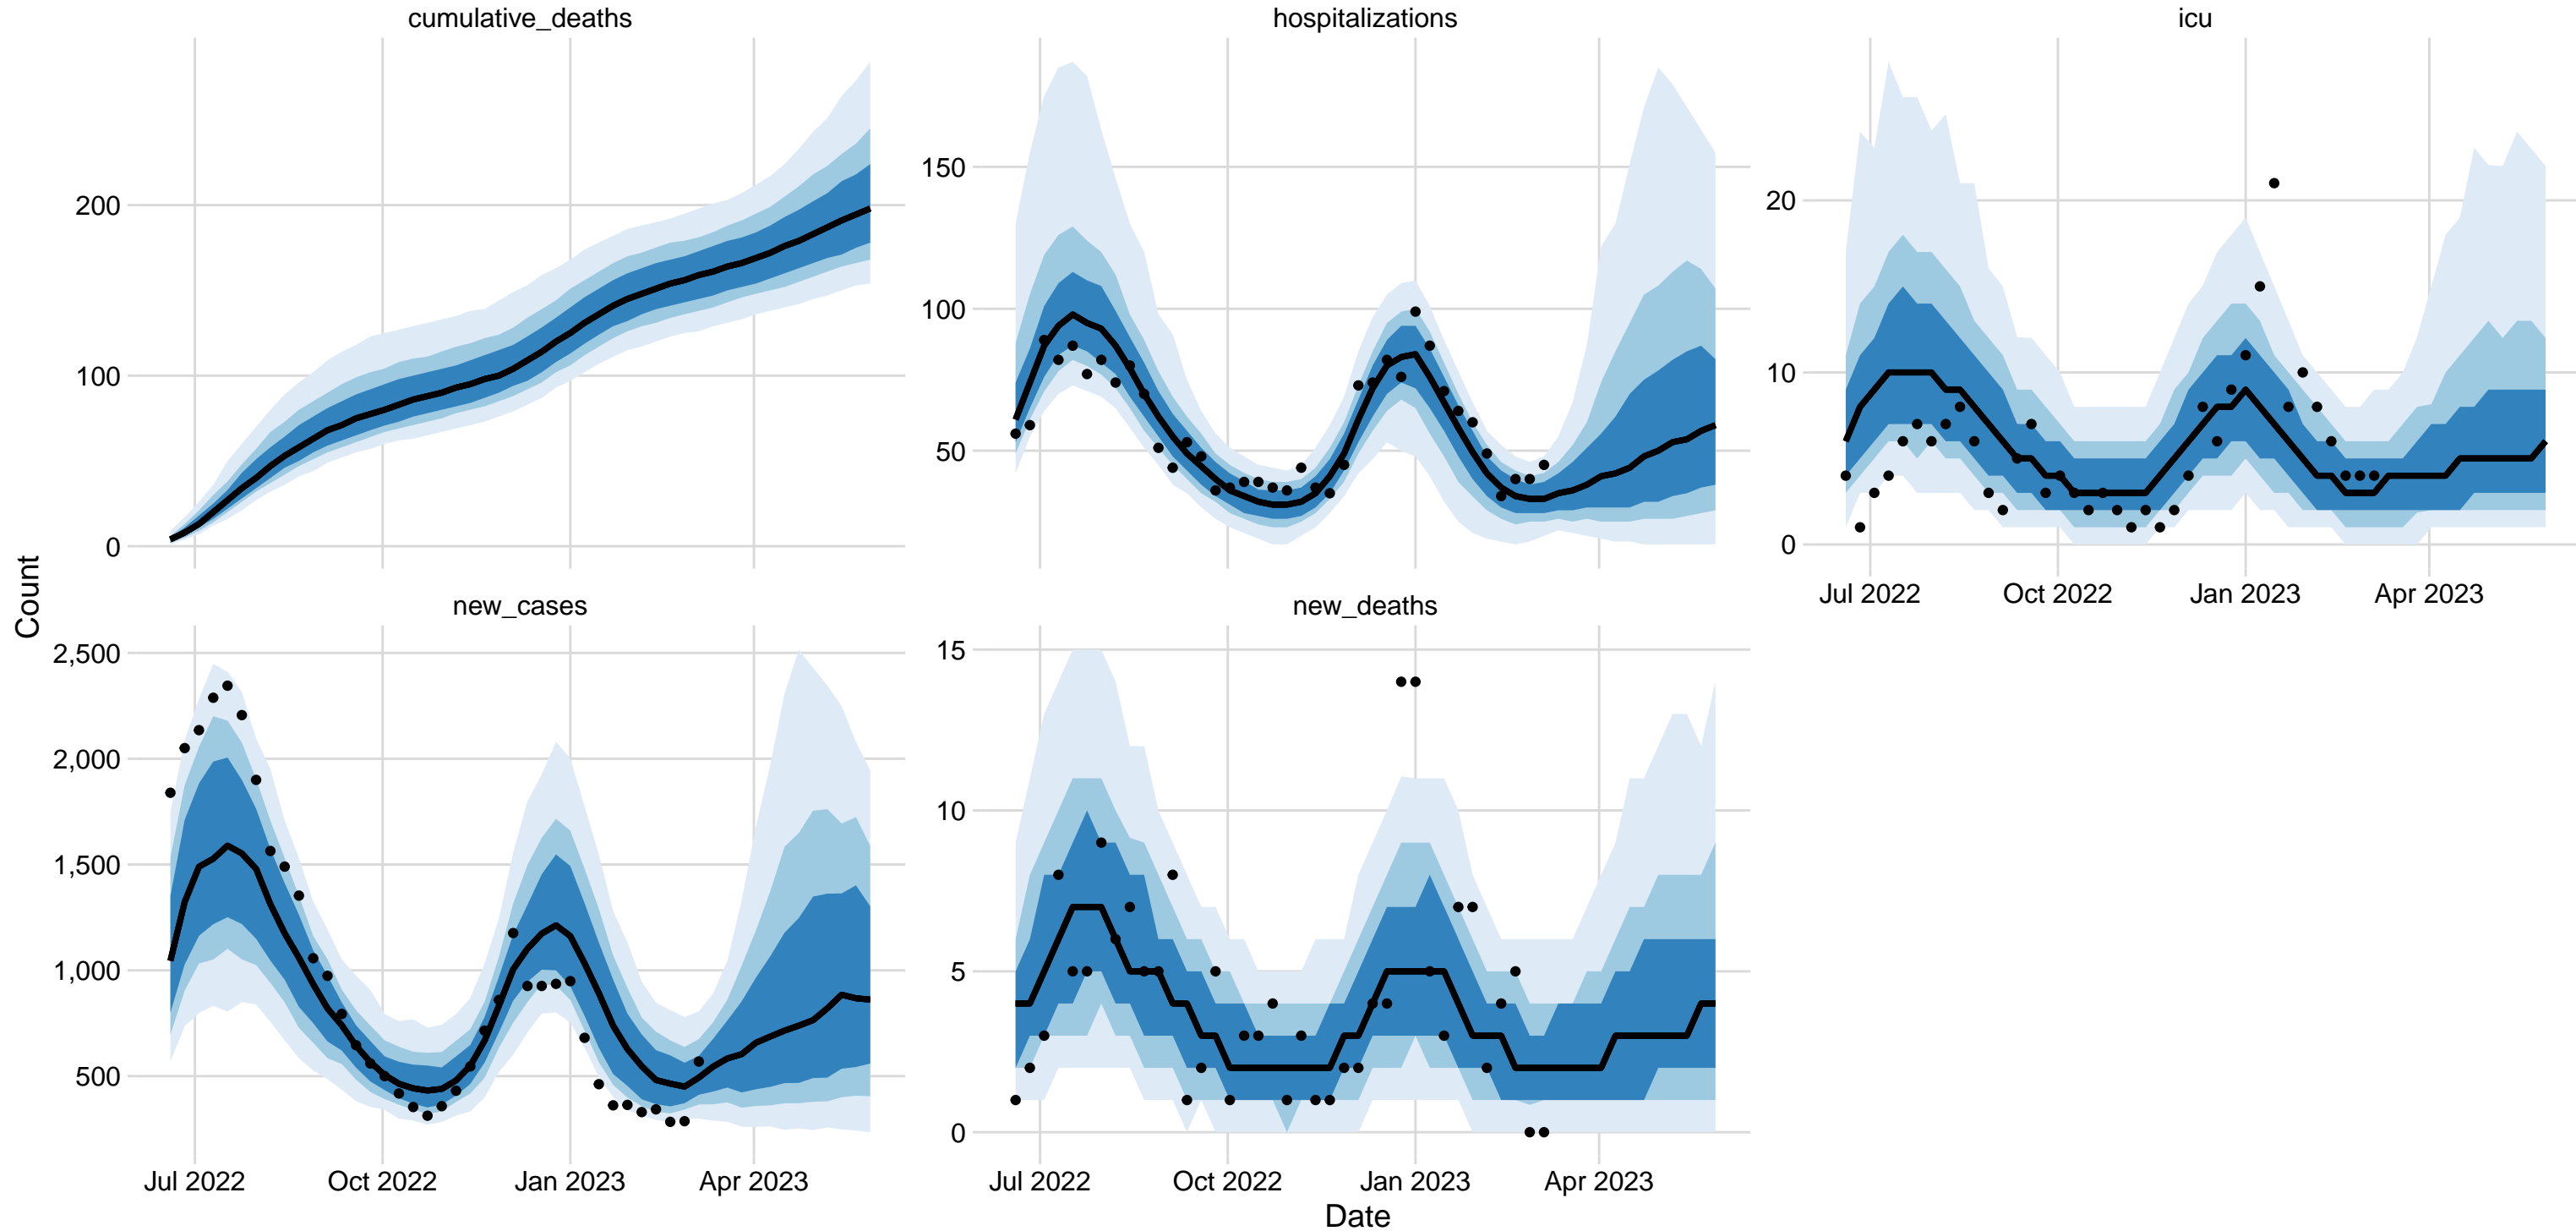 cumulative_deaths
hospitalizations
icu
200
100
0
150
100
50
20
10
0
Jul 2022
Oct 2022
Jan 2023
Apr 2023
Count
new_cases
new_deaths
2,500
2,000
1,500
1,000
500
15
10
5
0
Jul 2022
Oct 2022
Jan 2023
Apr 2023
Jul 2022
Oct 2022
Jan 2023
Apr 2023
Date